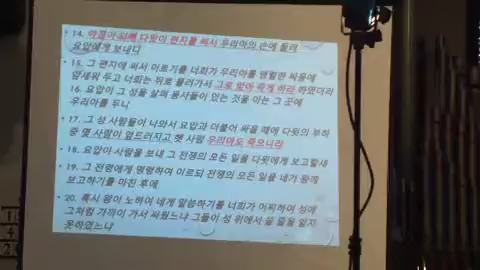 • 14. 아침이 되매 다윗이 편지를 써서 우리아의 손에 들려
요압에게 보내니
• 15. 그 편지에 써서 이르기를 너희가 우리아를 맹렬한 싸움에
앞세워 두고 너희는 뒤로 물러가서 그로 맞아 죽게 하라 하였더라
16. 요압이 그 성을 살펴 용사들이 있는 것을 아는 그 곳에
우리아를 두니
• 17. 그 성 사람들이 나와서 요압과 더불어 싸울 때에 다윗의 부하
중 몇 사람이 엎드러지고 헷 사람 우리아도 죽으니라
• 18. 요압이 사람을 보내 그 전쟁의 모든 일을 다윗에게 보고할새
• 19. 그 전령에게 명령하여 이르되 전쟁의 모든 일을 네가 왕께
보고하기를 마친 후에
• 20. 혹시 왕이 노하여 네게 말씀하기를 너희가 어찌하여 성에
그처럼 가까이 가서 싸웠느냐 그들이 성 위에서 쏠 줄을 알지
못하였느냐
1
4
2